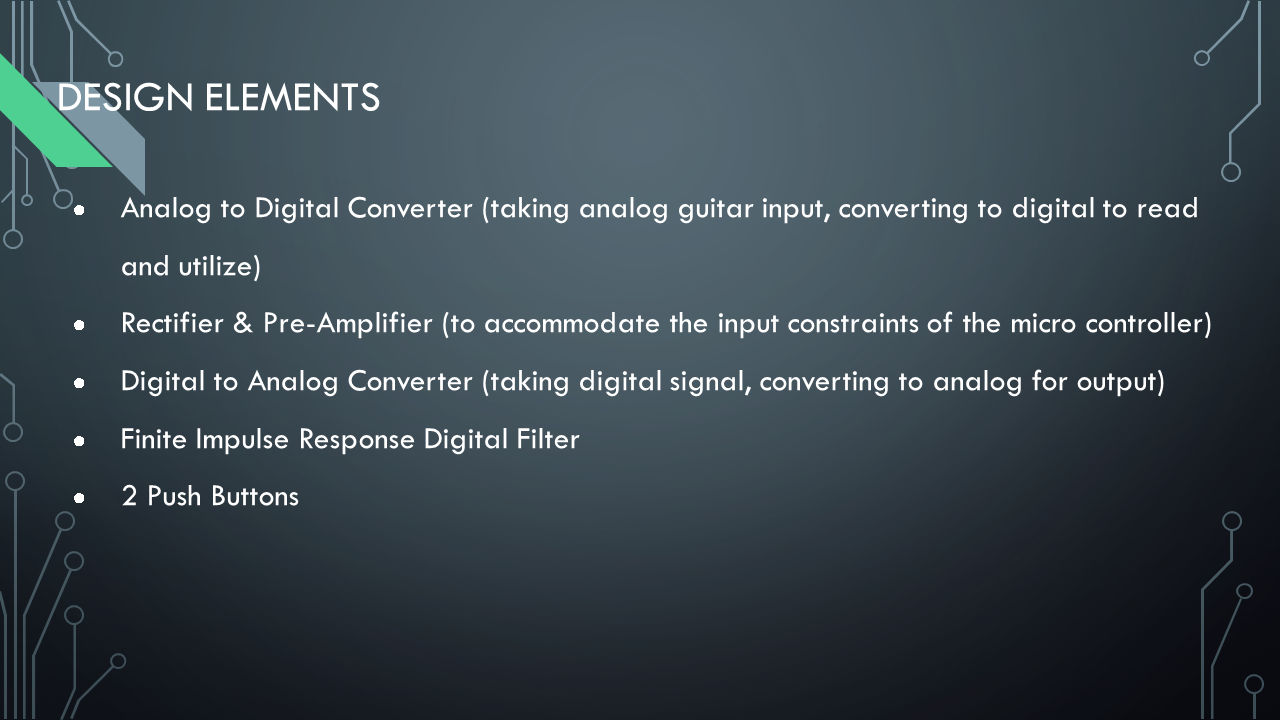 DESIGN ELEMENTS
• Analog to Digital Converter (taking analog guitar input, converting to digital to read
and utilize)
• Rectifier & Pre-Amplifier (to accommodate the input constraints of the micro controller)
• Digital to Analog Converter (taking digital signal, converting to analog for output)
• Finite Impulse Response Digital Filter
• 2 Push Buttons